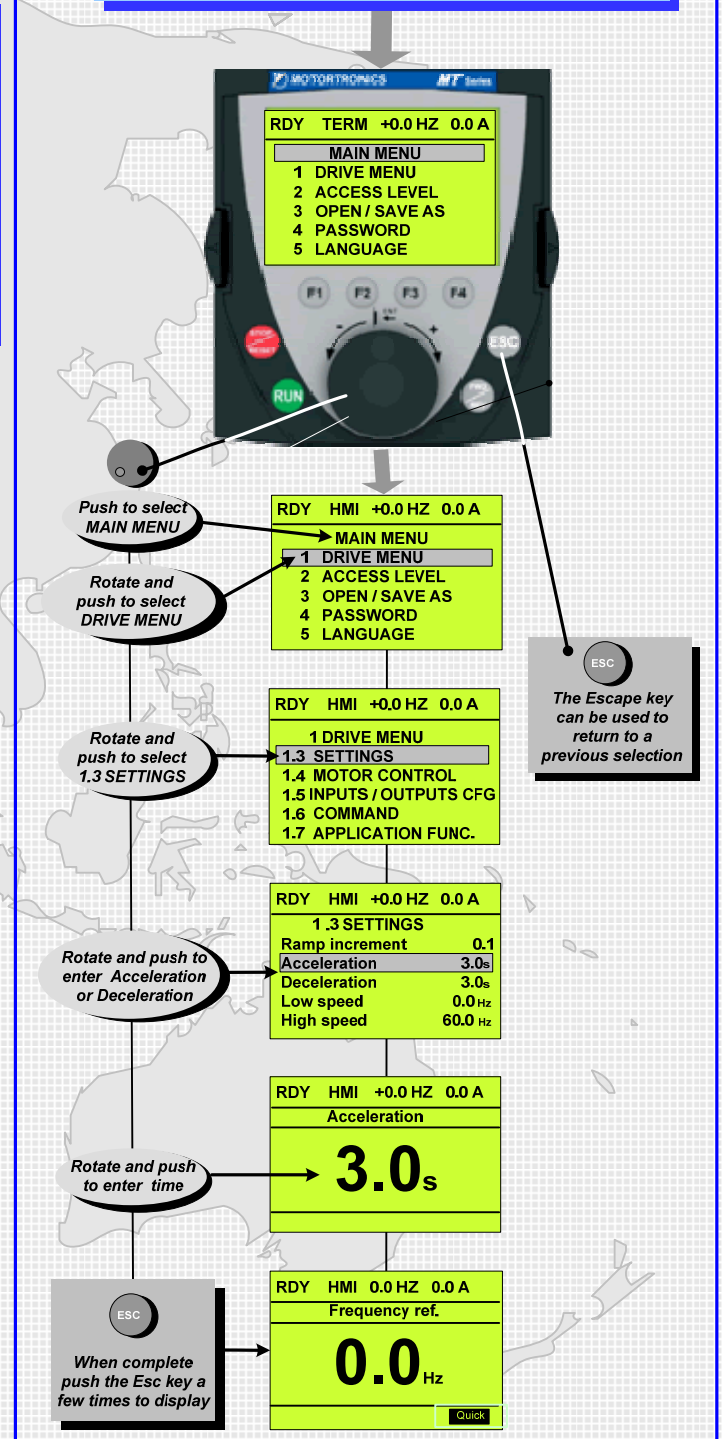 MOTORTRONICS MT Series
RDY TERM +0.0 HZ 0.0 A
MAIN MENU
1 DRIVE MENU
2 ACCESS LEVEL
3 OPEN / SAVE AS
4 PASSWORD
5 LANGUAGE
F1 F2 F3 F4
- ENT +
STOP
RESET
ESC
RUN
Push to select
MAIN MENU
Rotate and
push to select
DRIVE MENU
RDY HMI +0.0 HZ 0.0 A
MAIN MENU
1 DRIVE MENU
2 ACCESS LEVEL
3 OPEN / SAVE AS
4 PASSWORD
5 LANGUAGE
ESC
The Escape key
can be used to
return to a
previous selection
Rotate and
push to select
1.3 SETTINGS
RDY HMI +0.0 HZ 0.0 A
1 DRIVE MENU
1.3 SETTINGS
1.4 MOTOR CONTROL
1.5 INPUTS / OUTPUTS CFG
1.6 COMMAND
1.7 APPLICATION FUNC.
Rotate and push to
enter Acceleration
or Deceleration
RDY HMI +0.0 HZ 0.0 A
1.3 SETTINGS
Ramp increment 0.1
Acceleration 3.0s
Deceleration 3.0s
Low speed 0.0 Hz
High speed 60.0 Hz
Rotate and push
to enter time
RDY HMI +0.0 HZ 0.0 A
Acceleration
3.0s
ESC
When complete
push the Esc key a
few times to display
RDY HMI 0.0 HZ 0.0 A
Frequency ref.
0.0 Hz
Quick